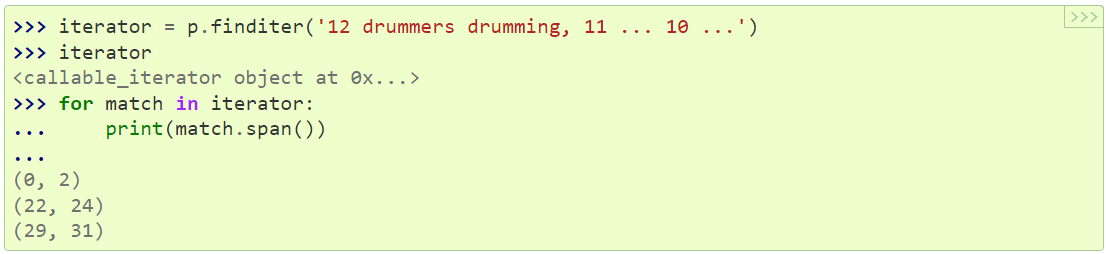 >>> iterator = p.finditer('12 drummers drumming, 11 ... 10 ...')
>>>
>>> iterator
<callable_iterator object at 0x...>
>>> for match in iterator:
...     print(match.span())
...
(0, 2)
(22, 24)
(29, 31)